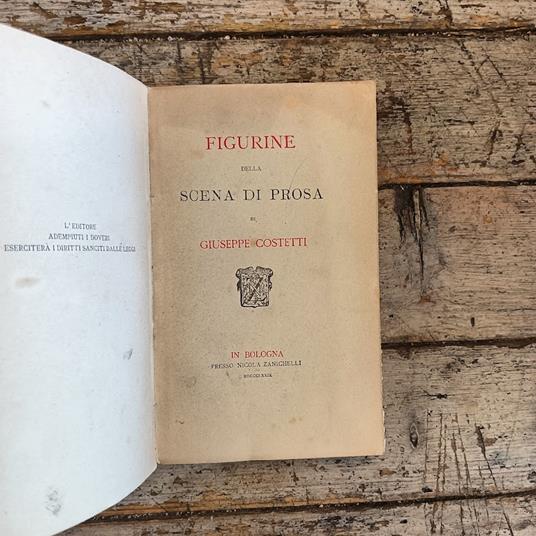 L'EDITORE
ADEMPIUTI I DOVERI
ESERCITERÀ I DIRITTI SANCITI DALLE LEGGI
FIGURINE
DELLA
SCENA DI PROSA
DI
GIUSEPPE COSTETTI
IN BOLOGNA
PRESSO NICOLA ZANICHELLI
MDCCCLXXIX